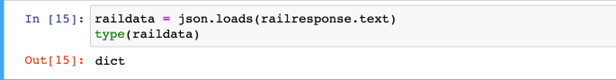 In [15]: raildata = json.loads(railresponse.text)
type(raildata)
Out[15]: dict